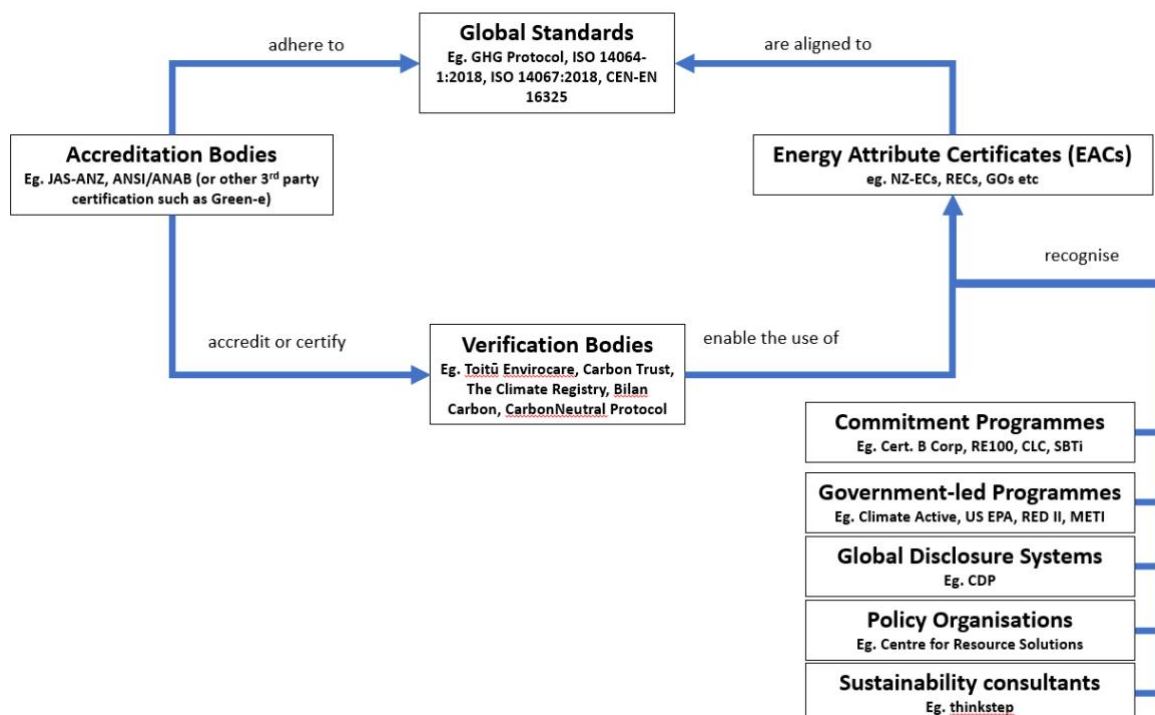 Global Standards
Eg. GHG Protocol, ISO 14064-
1:2018, ISO 14067:2018, CEN-EN
16325
adhere to
are aligned to
Accreditation Bodies
Eg. JAS-ANZ, ANSI/ANAB (or other 3rd party
certification such as Green-e)
Energy Attribute Certificates (EACs)
eg. NZ-ECs, RECs, GOs etc
recognise
accredit or certify
Verification Bodies
Eg. Toitū Envirocare, Carbon Trust,
The Climate Registry, Bilan
Carbon, CarbonNeutral Protocol
enable the use of
Commitment Programmes
Eg. Cert. B Corp, RE100, CLC, SBTi
Government-led Programmes
Eg. Climate Active, US EPA, RED II, METI
Global Disclosure Systems
Eg. CDP
Policy Organisations
Eg. Centre for Resource Solutions
Sustainability consultants
Eg. thinkstep